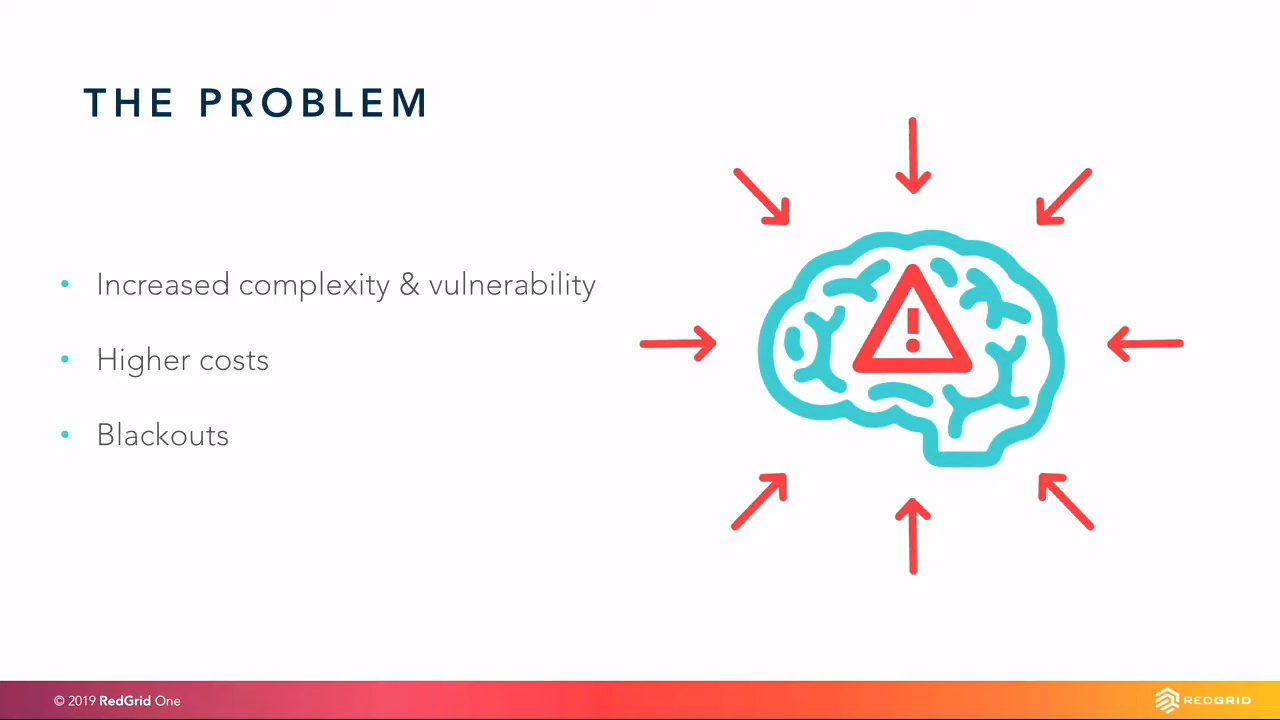 THE PROBLEM
• Increased complexity & vulnerability
• Higher costs
• Blackouts
© 2019 RedGrid One
REDGRID